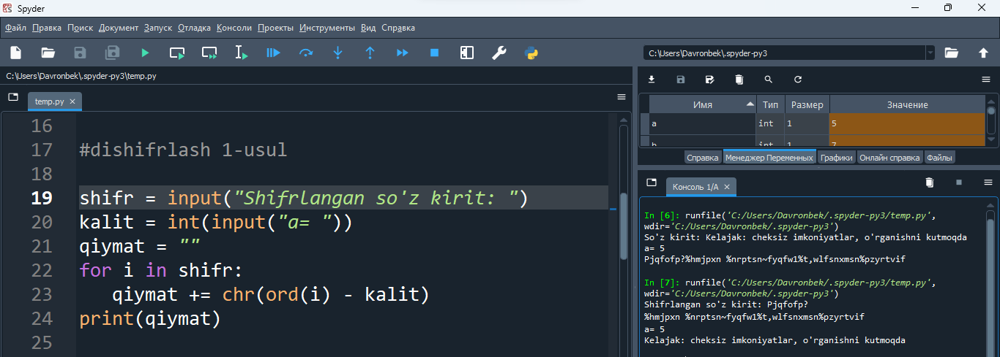 Spyder
Файл Правка Поиск Документ Запуск Отладка Консоли Проекты Инструменты Вид Справка
C:\Users\Davronbek\.spyder-py3
C:\Users\Davronbek\.spyder-py3\temp.py
temp.py
16
17 #dishifrlash 1-usul
18
19 shifr = input("Shifrlangan so'z kirit: ")
20 kalit = int(input("a= "))
21 qiymat = ""
22 for i in shifr:
23 qiymat += chr(ord(i) - kalit)
24 print(qiymat)
25
Имя Тип Размер Значение
a int 1 5
b int 1 7
Справка Менеджер Переменных Графики Онлайн справка Файлы
Консоль 1/A
In [6]: runfile('C:/Users/Davronbek/.spyder-py3/temp.py',
wdir='C:/Users/Davronbek/.spyder-py3')
So'z kirit: Kelajak: cheksiz imkoniyatlar, o'rganishni kutmoqda
a= 5
Pjqfofp?%hmjpxn %nrptsn~fyqfw1%t,wlfsnxmsn%pzyrtvif
In [7]: runfile('C:/Users/Davronbek/.spyder-py3/temp.py',
wdir='C:/Users/Davronbek/.spyder-py3')
Shifrlangan so'z kirit: Pjqfofp?
%hmjpxn %nrptsn~fyqfw1%t,wlfsnxmsn%pzyrtvif
a= 5
Kelajak: cheksiz imkoniyatlar, o'rganishni kutmoqda